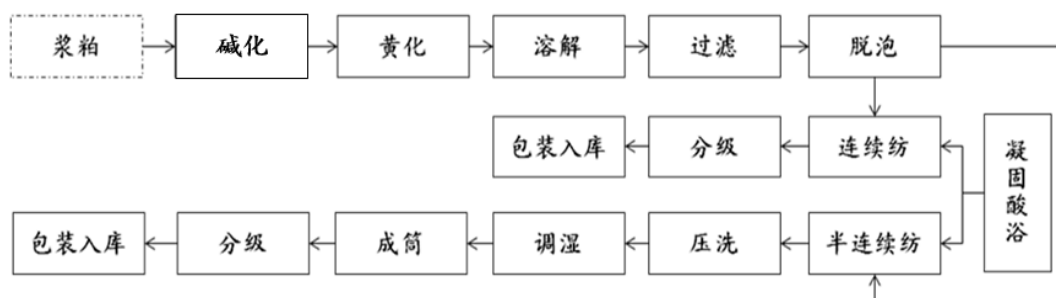 浆粕
碱化
黄化
溶解
过滤
脱泡
包装入库
分级
连续纺
凝固酸浴
包装入库
分级
成筒
调湿
压洗
半连续纺